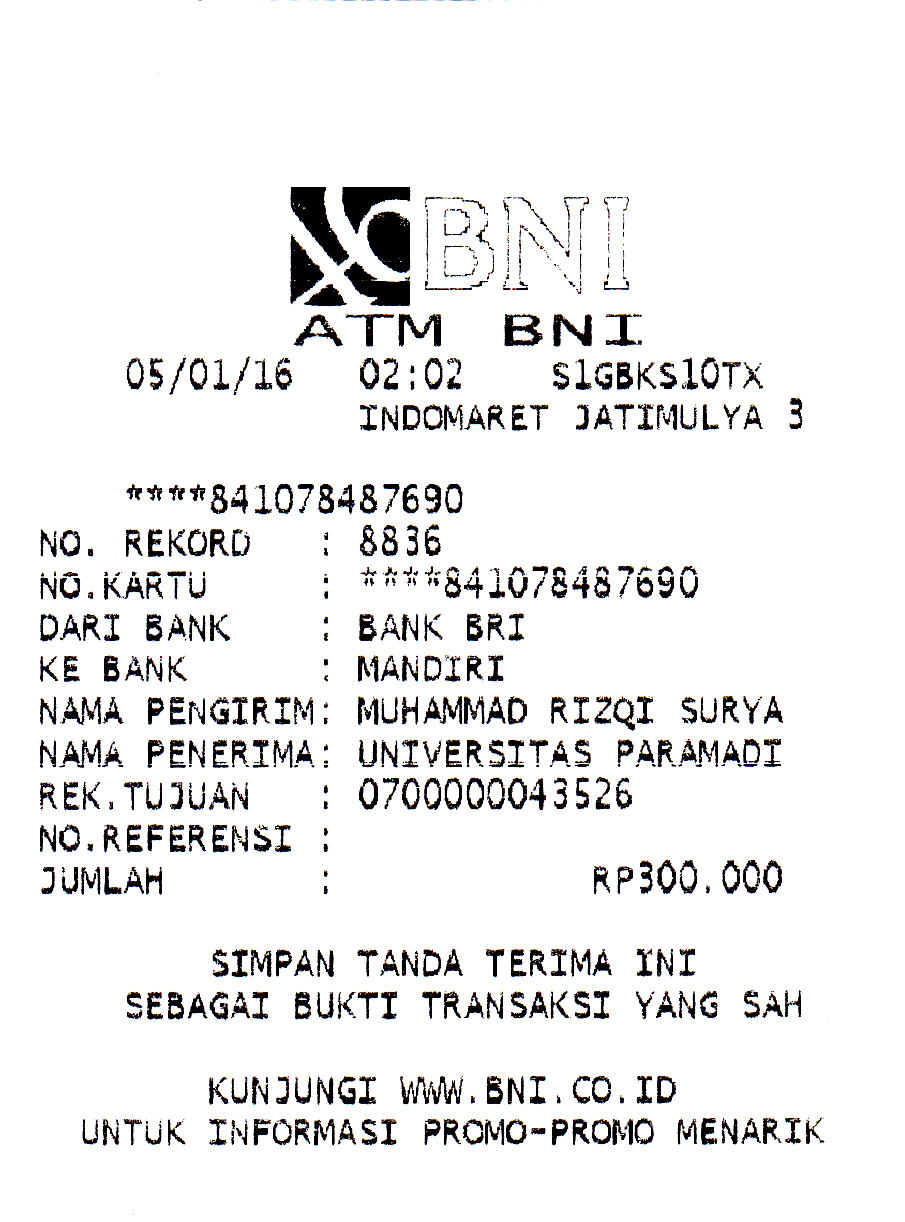 BNI
ATM BNI
05/01/16 02:02 S1GBKS10TX
INDOMARET JATIMULYA 3
****841078487690
NO. REKORD : 8836
NO.KARTU : ****841078487690
DARI BANK : BANK BRI
KE BANK : MANDIRI
NAMA PENGIRIM: MUHAMMAD RIZQI SURYA
NAMA PENERIMA: UNIVERSITAS PARAMADI
REK.TUJUAN : 0700000043526
NO.REFERENSI :
JUMLAH : RP300.000
SIMPAN TANDA TERIMA INI
SEBAGAI BUKTI TRANSAKSI YANG SAH
KUNJUNGI WWW.BNI.CO.ID
UNTUK INFORMASI PROMO-PROMO MENARIK